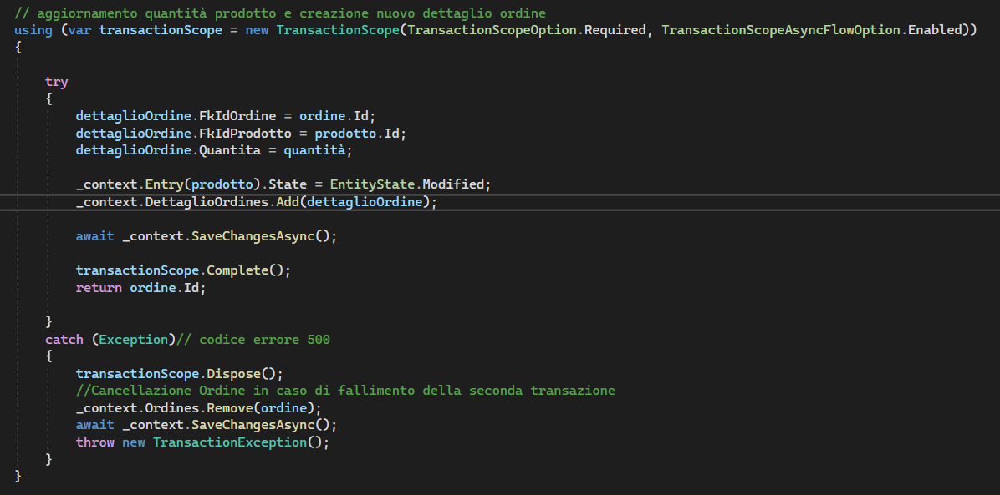 // aggiornamento quantità prodotto e creazione nuovo dettaglio ordine
using (var transactionScope = new TransactionScope(TransactionScopeOption.Required, TransactionScopeAsyncFlowOption.Enabled))
{
try
{
dettaglioOrdine.FkIdOrdine = ordine.Id;
dettaglioOrdine.FkIdProdotto = prodotto.Id;
dettaglioOrdine.Quantita = quantità;
_context.Entry(prodotto).State = EntityState.Modified;
_context.DettaglioOrdines.Add(dettaglioOrdine);
await _context.SaveChangesAsync();
transactionScope.Complete();
return ordine.Id;
}
catch (Exception)// codice errore 500
{
transactionScope.Dispose();
//Cancellazione Ordine in caso di fallimento della seconda transazione
_context.Ordines.Remove(ordine);
await _context.SaveChangesAsync();
throw new TransactionException();
}
}